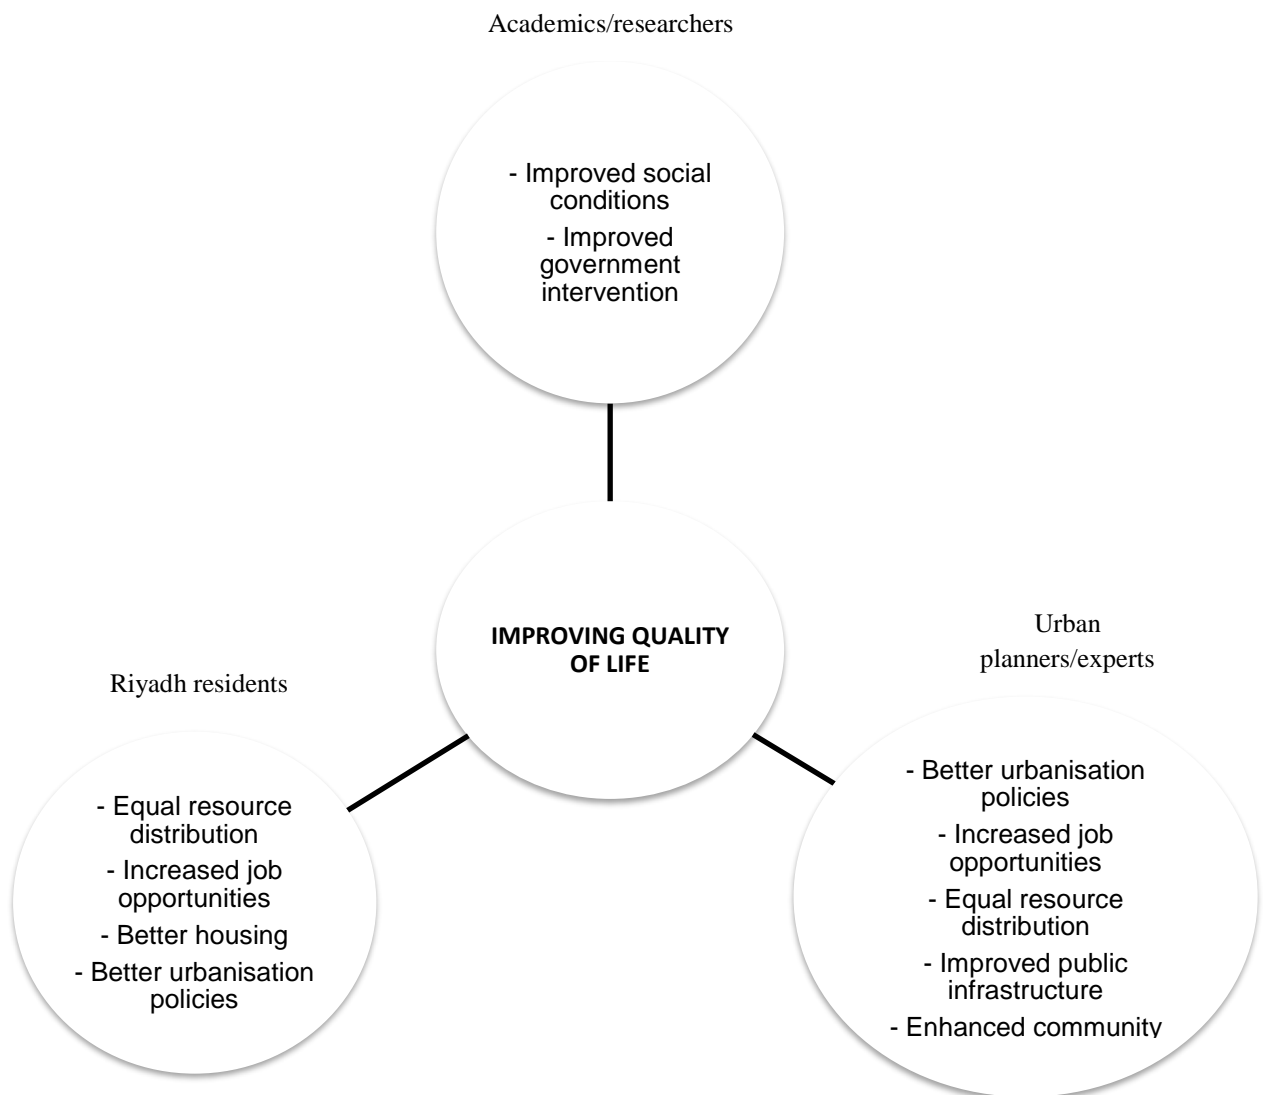 Academics/researchers
- Improved social
conditions
- Improved
government
intervention
IMPROVING QUALITY
OF LIFE
Urban
planners/experts
Riyadh residents
- Equal resource
distribution
- Increased job
opportunities
- Better housing
- Better urbanisation
policies
- Better urbanisation
policies
- Increased job
opportunities
- Equal resource
distribution
- Improved public
infrastructure
- Enhanced community